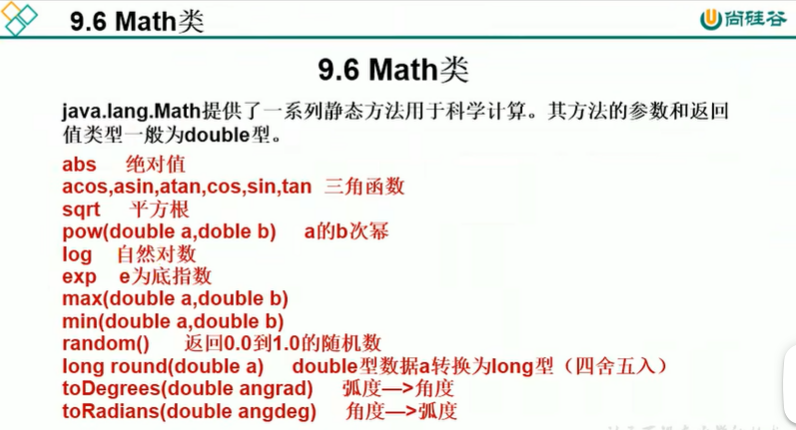 9.6 Math类
尚硅谷
9.6 Math类
java.lang.Math提供了一系列静态方法用于科学计算。其方法的参数和返回
值类型一般为double型。
abs 绝对值
acos,asin,atan,cos,sin,tan 三角函数
sqrt 平方根
pow(double a,doble b) a的b次幂
log 自然对数
exp e为底指数
max(double a,double b)
min(double a,double b)
random() 返回0.0到1.0的随机数
long round(double a) double型数据a转换为long型（四舍五入）
toDegrees(double angrad) 弧度—>角度
toRadians(double angdeg) 角度—>弧度